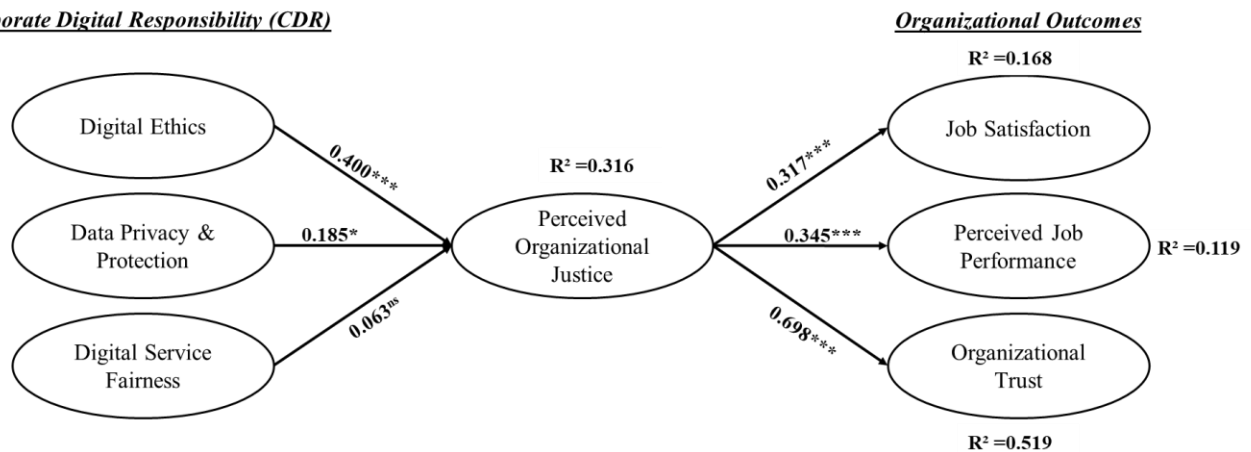 orate Digital Responsibility (CDR)
Organizational Outcomes
R² =0.168
Digital Ethics
Job Satisfaction
0.400***
0.317***
R² =0.316
Data Privacy &
Protection
0.185*
Perceived
Organizational
Justice
0.345***
Perceived Job
Performance
R² =0.119
0.063ns
0.698***
Digital Service
Fairness
Organizational
Trust
R² =0.519